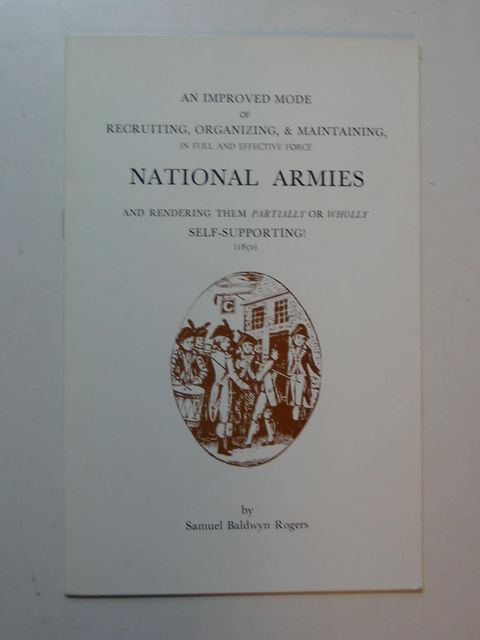 AN IMPROVED MODE
OF
RECRUITING, ORGANIZING, & MAINTAINING,
IN FULL AND EFFECTIVE FORCE
NATIONAL ARMIES
AND RENDERING THEM PARTIALLY OR WHOLLY
SELF-SUPPORTING!
(1850)
C
by
Samuel Baldwyn Rogers